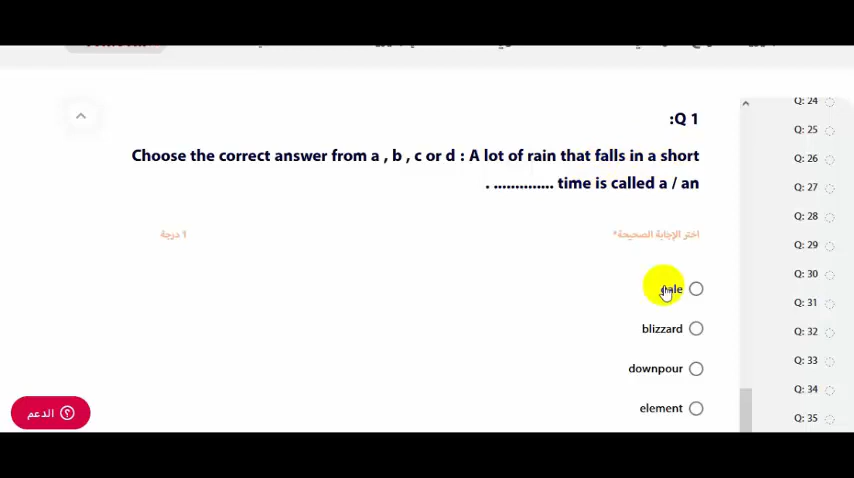 :Q 1
Choose the correct answer from a , b , c or d : A lot of rain that falls in a short
. .............. time is called a / an
اختر الإجابة الصحيحة*
1 درجة
gale
blizzard
downpour
element
الدعم
Q: 24
Q: 25
Q: 26
Q: 27
Q: 28
Q: 29
Q: 30
Q: 31
Q: 32
Q: 33
Q: 34
Q: 35